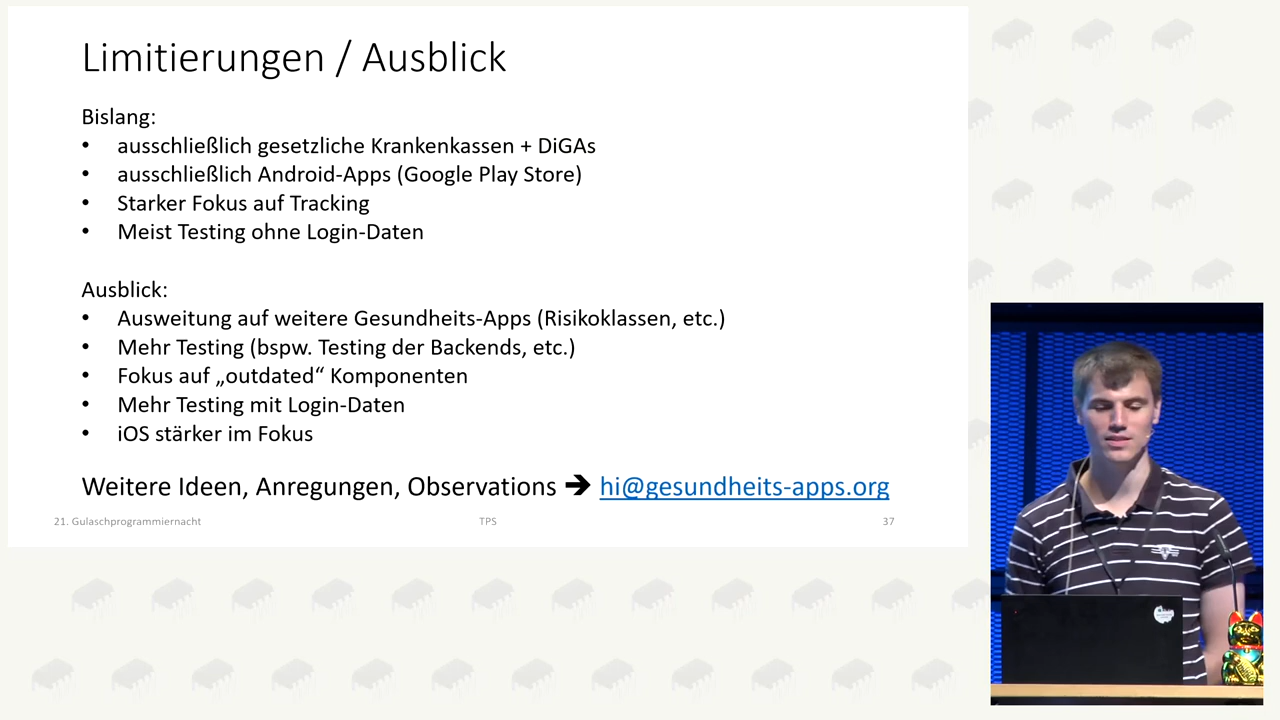 Limitierungen / Ausblick
Bislang:
• ausschließlich gesetzliche Krankenkassen + DiGAs
• ausschließlich Android-Apps (Google Play Store)
• Starker Fokus auf Tracking
• Meist Testing ohne Login-Daten
Ausblick:
• Ausweitung auf weitere Gesundheits-Apps (Risikoklassen, etc.)
• Mehr Testing (bspw. Testing der Backends, etc.)
• Fokus auf „outdated“ Komponenten
• Mehr Testing mit Login-Daten
• iOS stärker im Fokus
Weitere Ideen, Anregungen, Observations ➔ hi@gesundheits-apps.org
21. Gulaschprogrammiernacht TPS 37